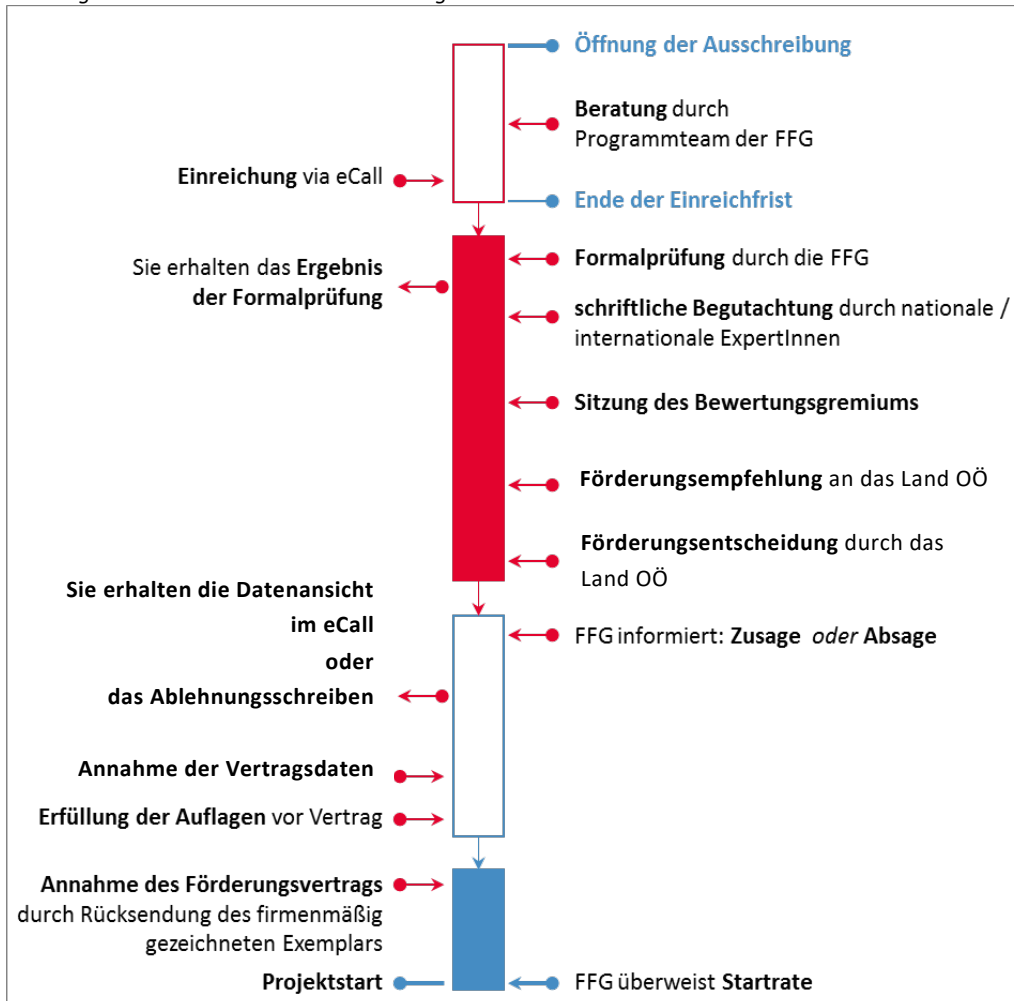 Öffnung der Ausschreibung
Beratung durch
Programmteam der FFG
Einreichung via eCall
Ende der Einreichfrist
Formalprüfung durch die FFG
Sie erhalten das Ergebnis
der Formalprüfung
schriftliche Begutachtung durch nationale /
internationale ExpertInnen
Sitzung des Bewertungsgremiums
Förderungsempfehlung an das Land OÖ
Förderungsentscheidung durch das
Land OÖ
Sie erhalten die Datenansicht
im eCall
oder
das Ablehnungsschreiben
FFG informiert: Zusage oder Absage
Annahme der Vertragsdaten
Erfüllung der Auflagen vor Vertrag
Annahme des Förderungsvertrags
durch Rücksendung des firmenmäßig
gezeichneten Exemplars
Projektstart
FFG überweist Startrate